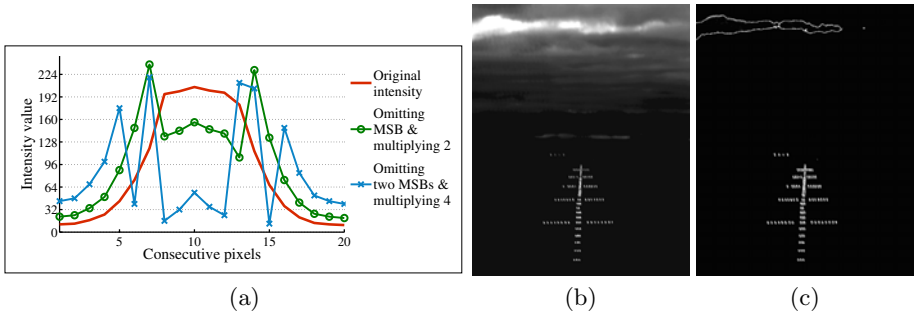 224
192
160
128
96
64
32
0
Intensity value
5
10
15
20
Consecutive pixels
Original
intensity
Omitting
MSB &
multiplying 2
Omitting
two MSBs &
multiplying 4
(a)
(b)
(c)